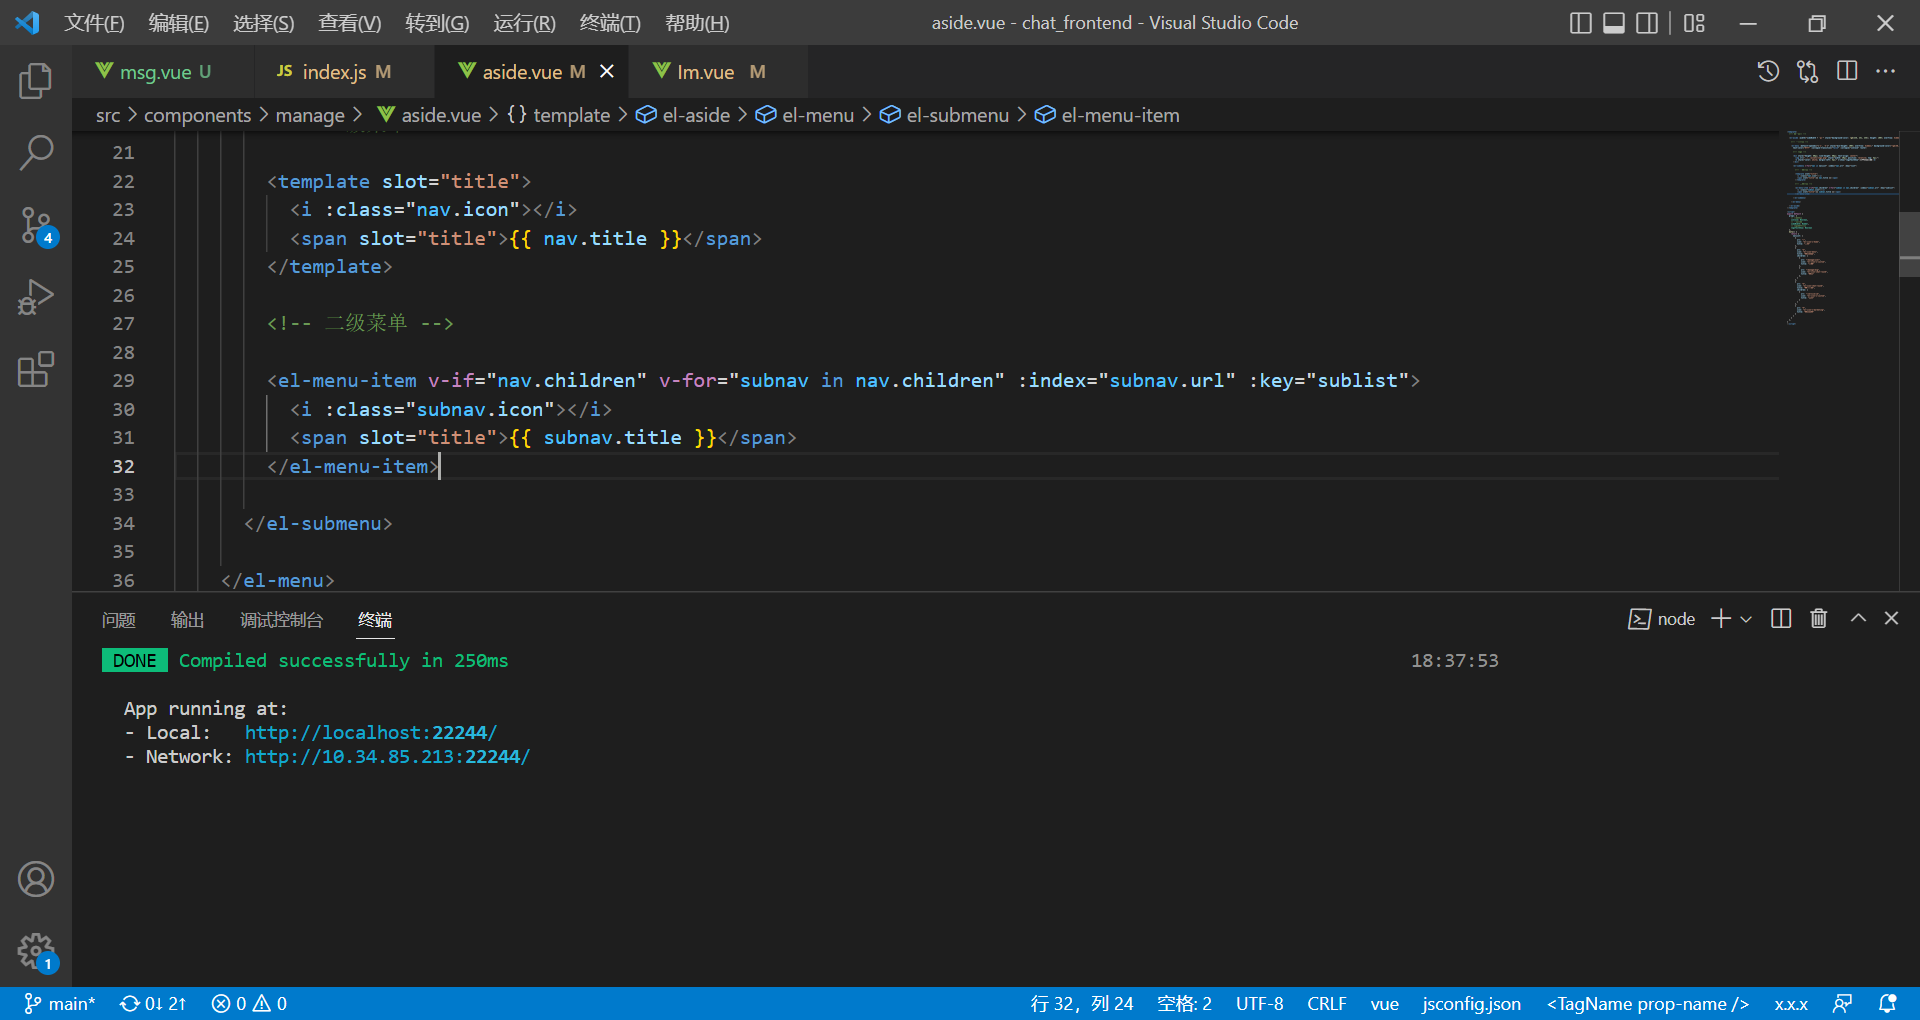 文件(F) 编辑(E) 选择(S) 查看(V) 转到(G) 运行(R) 终端(T) 帮助(H) aside.vue - chat_frontend - Visual Studio Code
msg.vue U JS index.js M aside.vue M lm.vue M
src > components > manage > aside.vue > {} template > el-aside > el-menu > el-submenu > el-menu-item
21
22 <template slot="title">
23 <i :class="nav.icon"></i>
24 <span slot="title">{{ nav.title }}</span>
25 </template>
26
27 <!-- 二级菜单 -->
28
29 <el-menu-item v-if="nav.children" v-for="subnav in nav.children" :index="subnav.url" :key="sublist">
30 <i :class="subnav.icon"></i>
31 <span slot="title">{{ subnav.title }}</span>
32 </el-menu-item>
33
34 </el-submenu>
35
36 </el-menu>
4
问题 输出 调试控制台 终端 node
DONE Compiled successfully in 250ms 18:37:53
App running at:
- Local: http://localhost:22244/
- Network: http://10.34.85.213:22244/
1
main* 0↓ 2↑ 0 0 行 32，列 24 空格: 2 UTF-8 CRLF vue jsconfig.json <TagName prop-name /> x.x.x